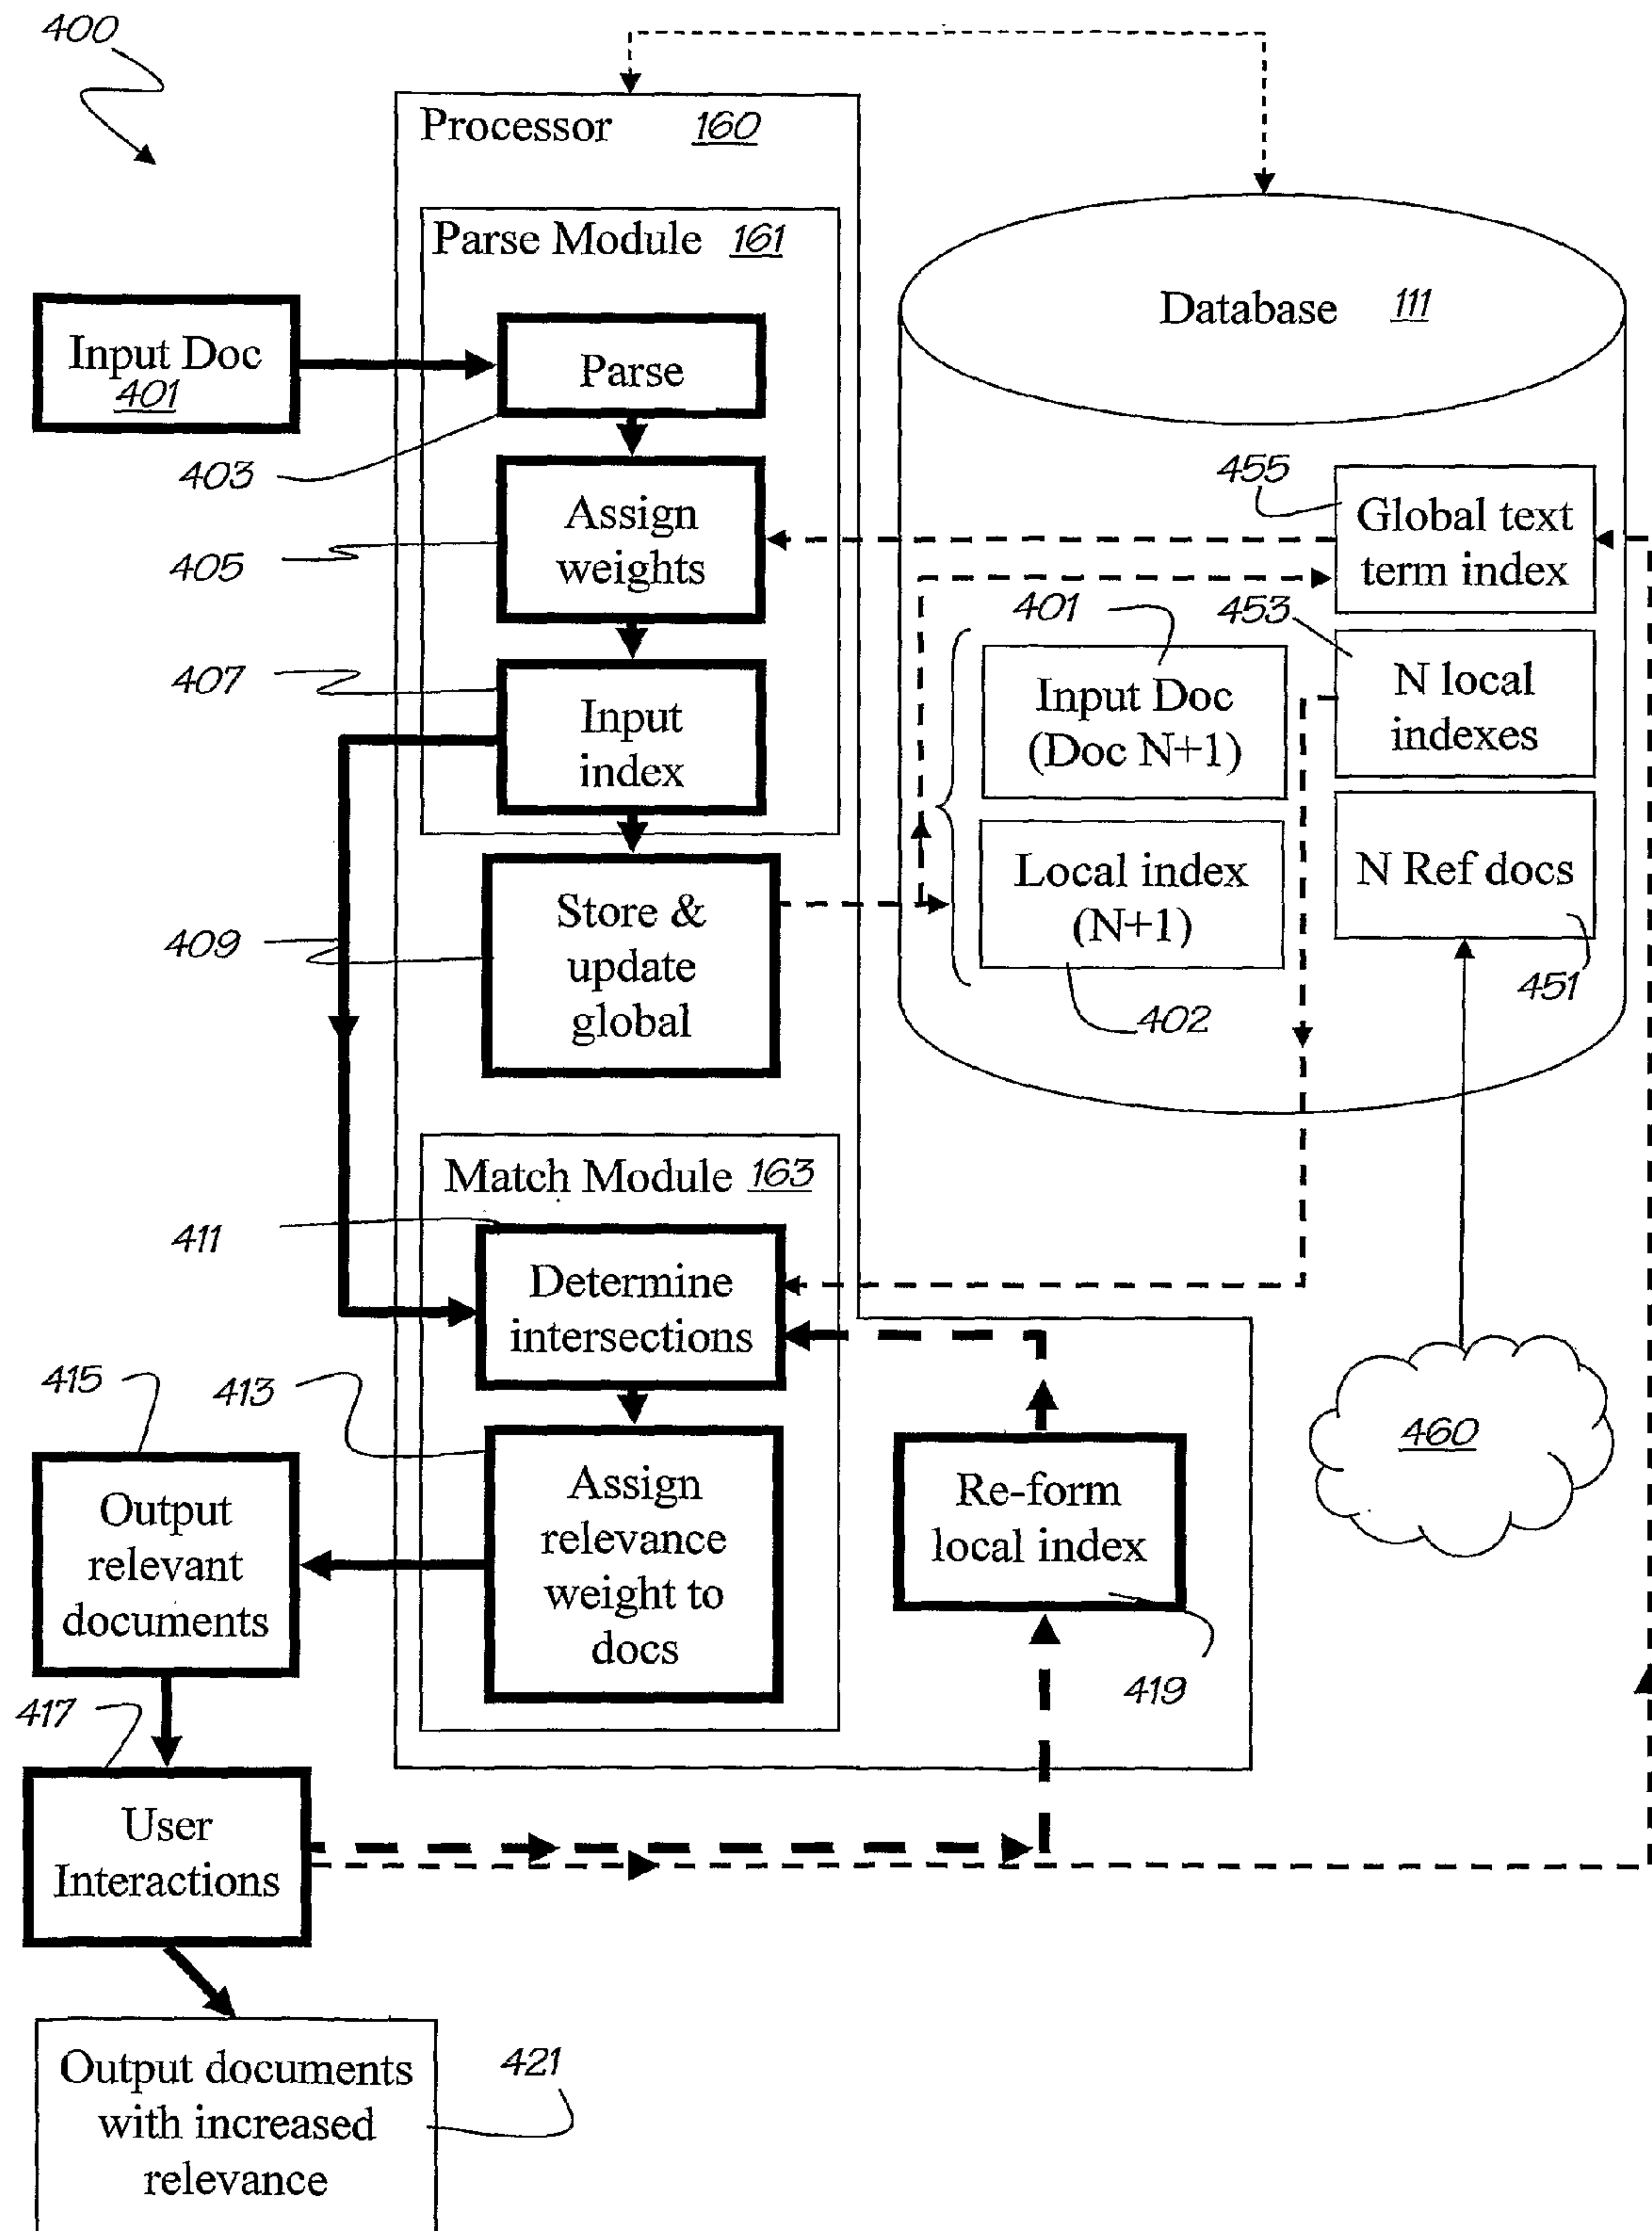 400
Processor 160
Parse Module 161
Database 111
Input Doc
401
Parse
403
Assign
weights
405
455
Global text
term index
401
453
407
Input
index
Input Doc
(Doc N+1)
N local
indexes
Store &
update
global
409
Local index
(N+1)
N Ref docs
402
451
Match Module 163
411
Determine
intersections
415
413
460
Output
relevant
documents
Assign
relevance
weight to
docs
Re-form
local index
419
417
User
Interactions
Output documents
with increased
relevance
421